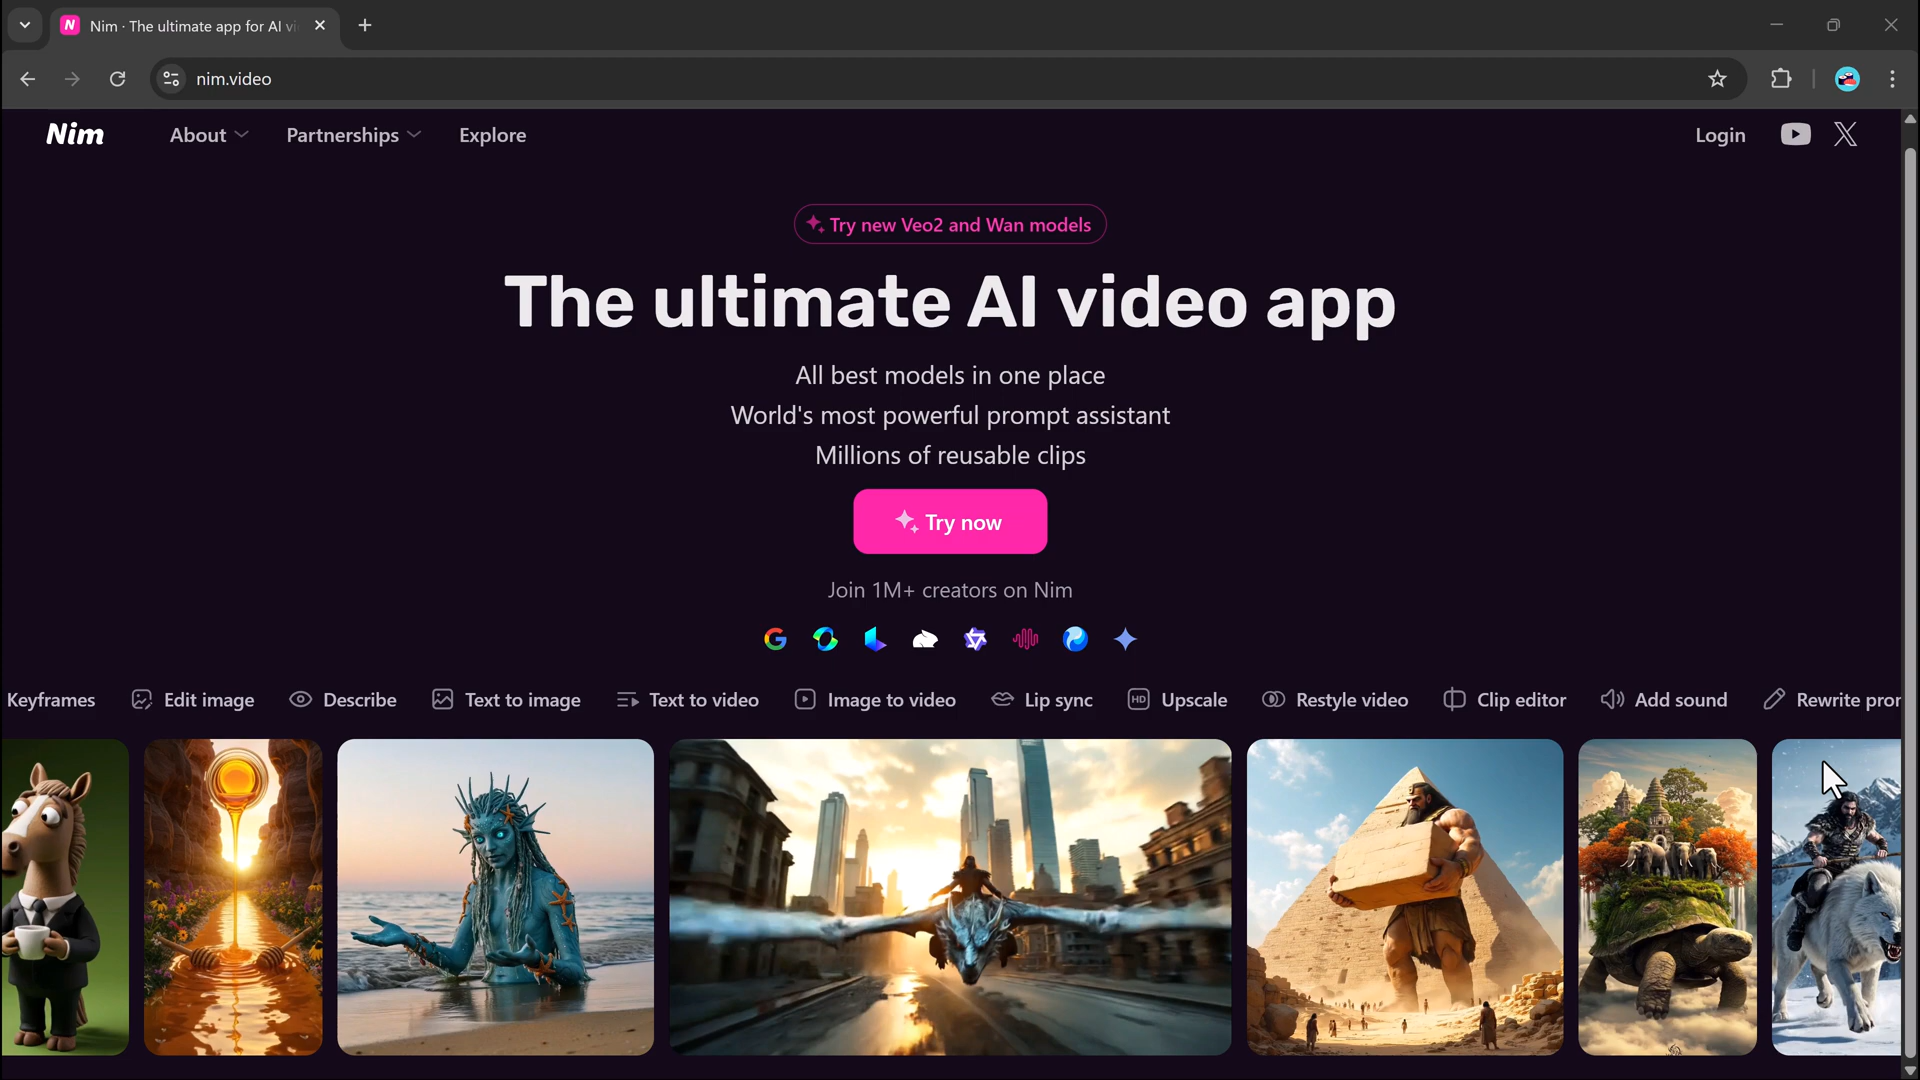 Nim · The ultimate app for AI vi
nim.video
Nim
About
Partnerships
Explore
Login
Try new Veo2 and Wan models
The ultimate AI video app
All best models in one place
World's most powerful prompt assistant
Millions of reusable clips
Try now
Join 1M+ creators on Nim
Keyframes
Edit image
Describe
Text to image
Text to video
Image to video
Lip sync
HD
Upscale
Restyle video
Clip editor
Add sound
Rewrite pror